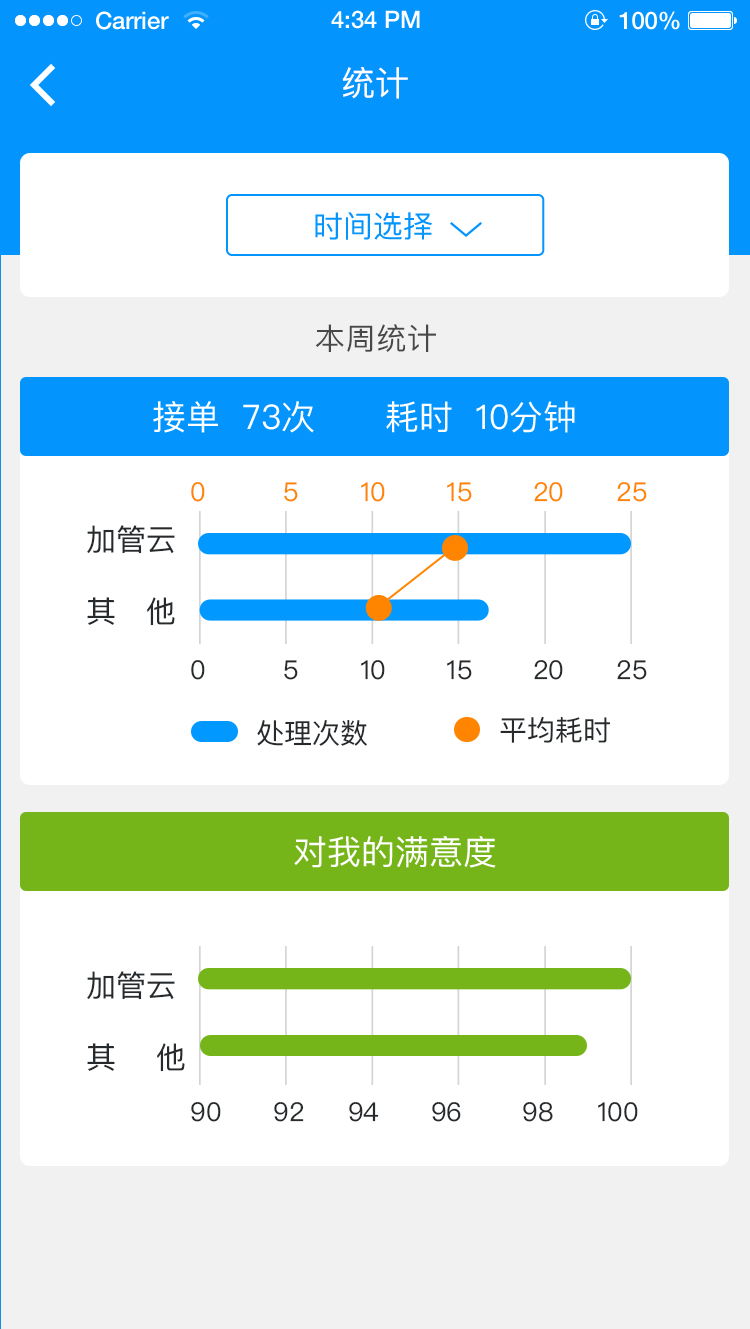 Carrier 4:34 PM 100%
统计
时间选择
本周统计
接单 73次 耗时 10分钟
0 5 10 15 20 25
加管云
其 他
0 5 10 15 20 25
处理次数 平均耗时
对我的满意度
加管云
其 他
90 92 94 96 98 100